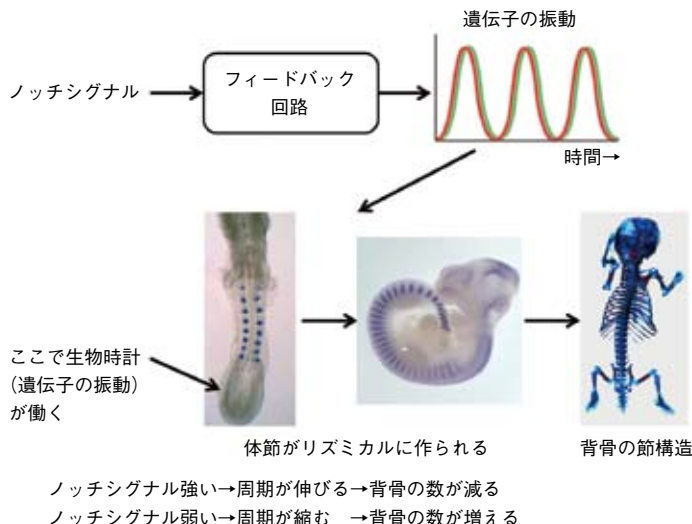 遺伝子の振動
ノッチシグナル
フィードバック
回路
時間→
ここで生物時計
(遺伝子の振動)
が働く
体節がリズミカルに作られる
背骨の節構造
ノッチシグナル強い→周期が伸びる→背骨の数が減る
ノッチシグナル弱い→周期が縮む　→背骨の数が増える